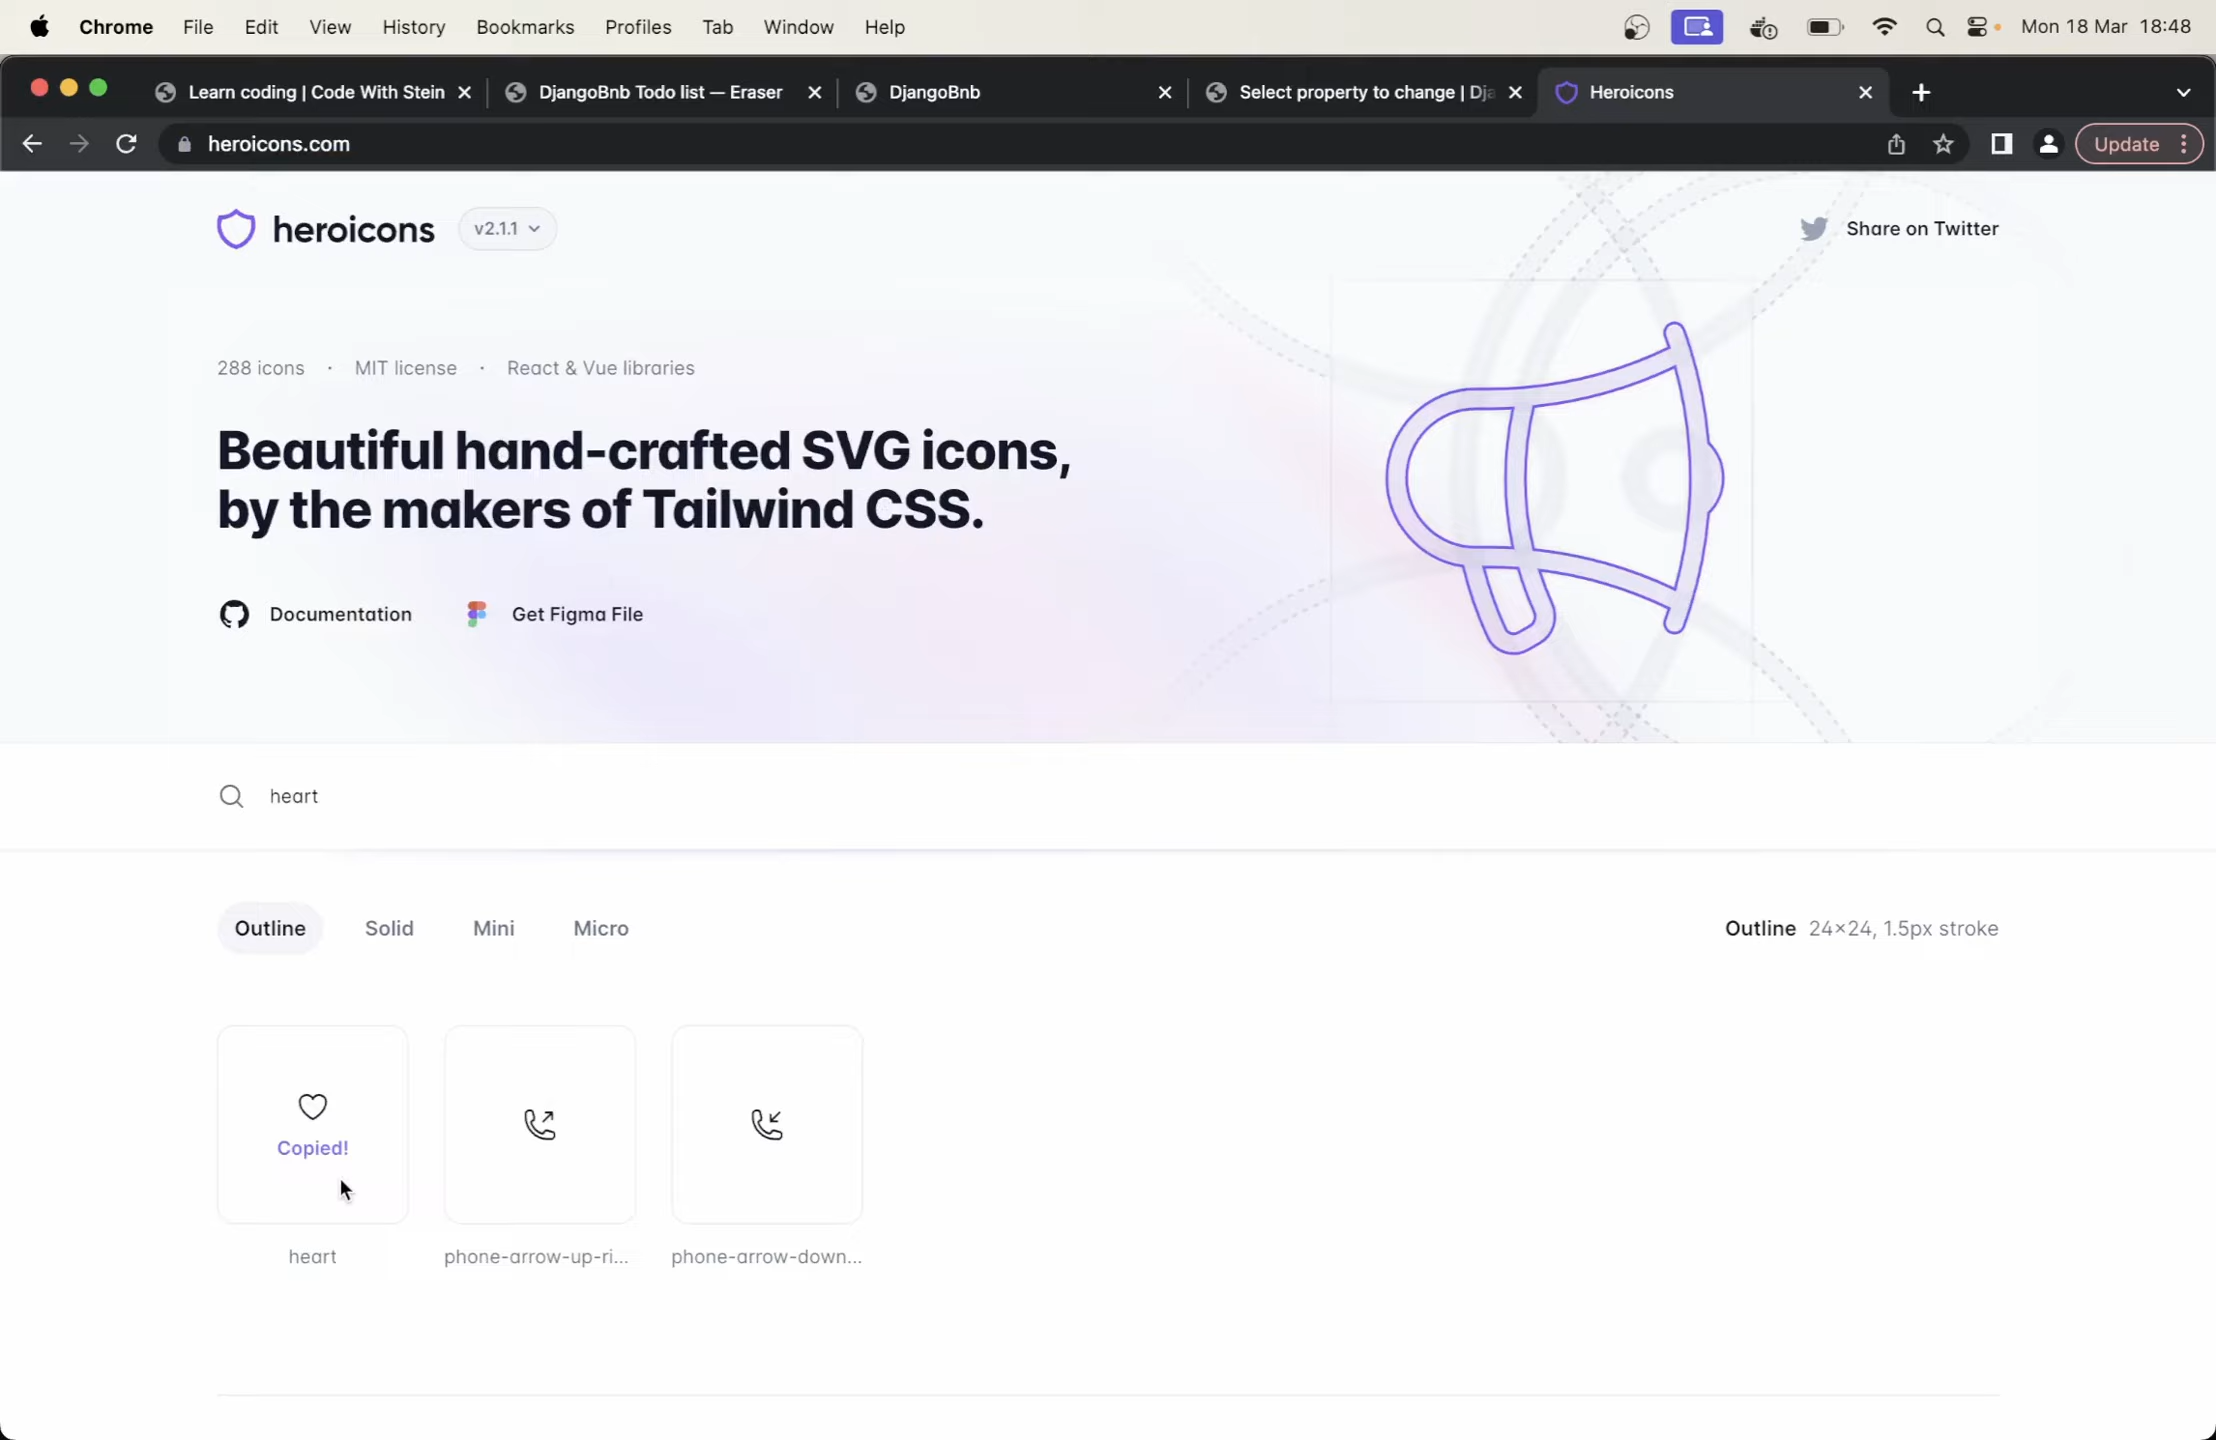 Chrome File Edit View History Bookmarks Profiles Tab Window Help Mon 18 Mar 18:48
Learn coding | Code With Stein DjangoBnb Todo list — Eraser DjangoBnb Select property to change | Dja Heroicons
heroicons.com Update
heroicons v2.1.1 Share on Twitter
288 icons · MIT license · React & Vue libraries
Beautiful hand-crafted SVG icons,
by the makers of Tailwind CSS.
Documentation Get Figma File
heart
Outline Solid Mini Micro Outline 24×24, 1.5px stroke
Copied!
heart phone-arrow-up-ri... phone-arrow-down...